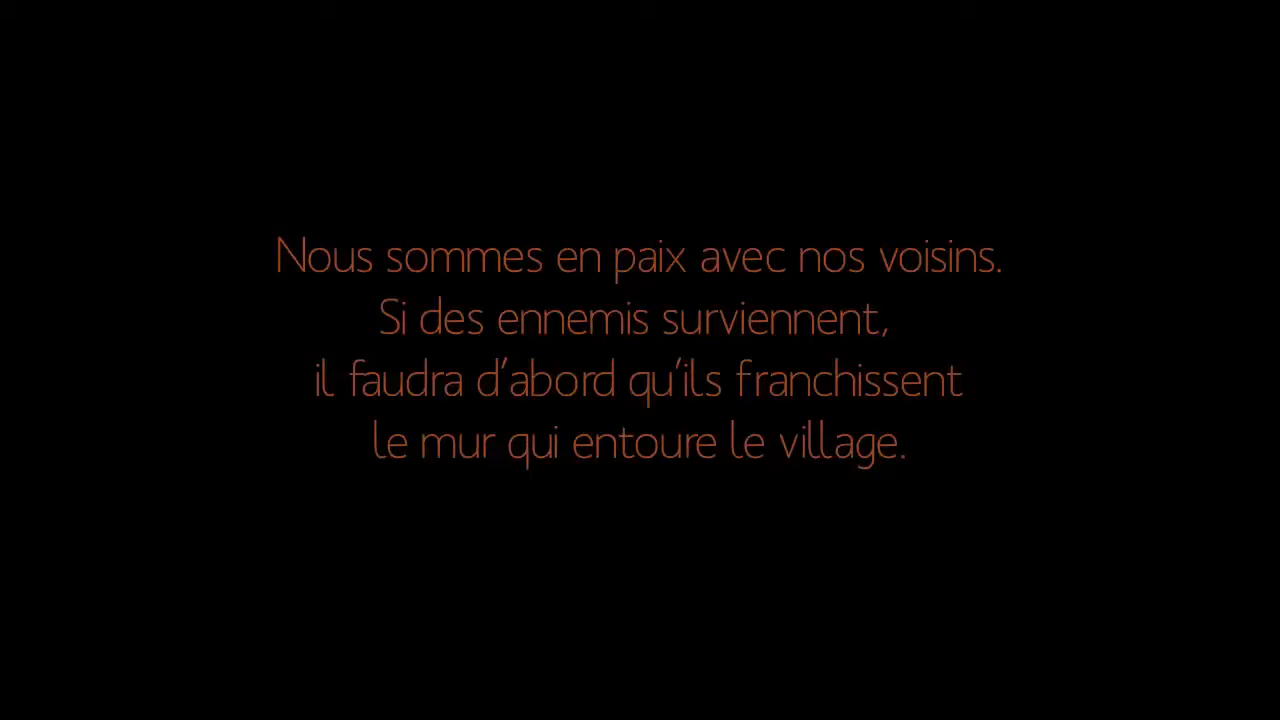 Nous sommes en paix avec nos voisins.
Si des ennemis surviennent,
il faudra d'abord qu'ils franchissent
le mur qui entoure le village.